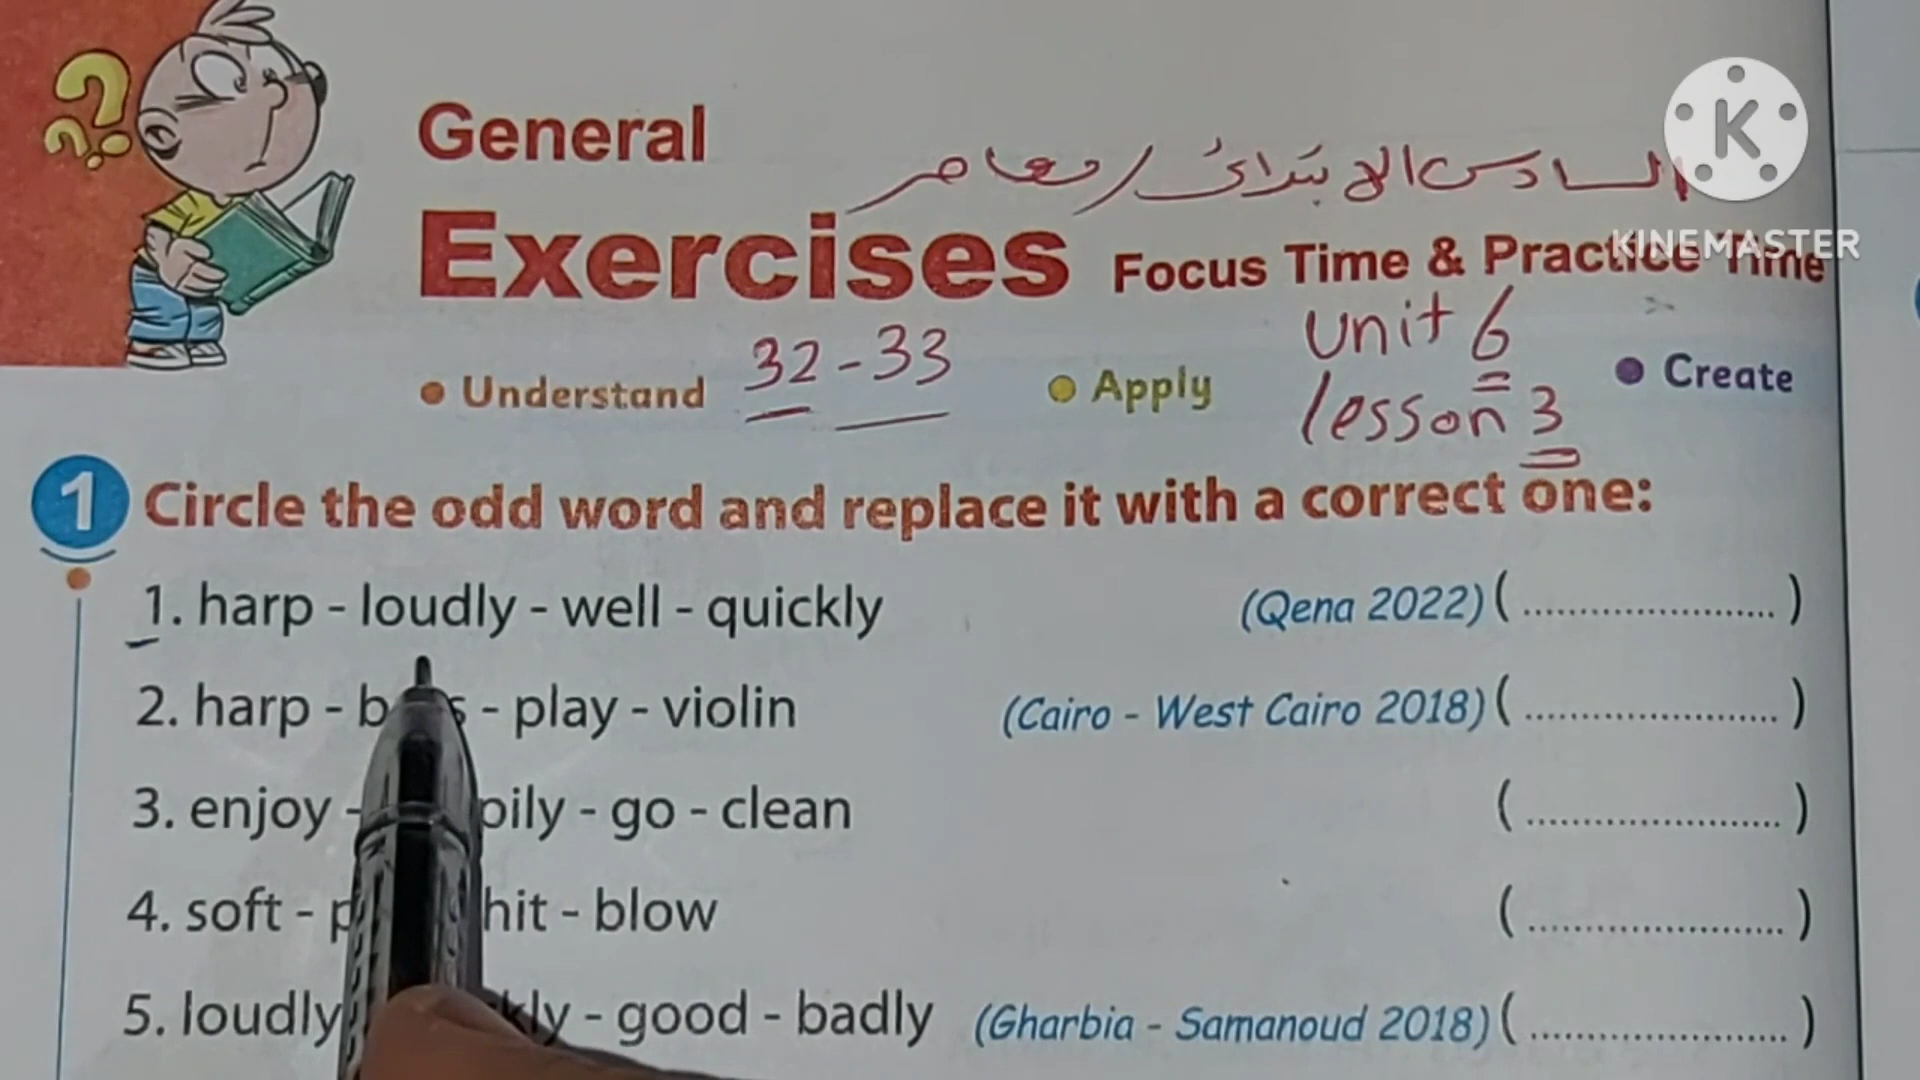 General
السادس الابتدائى / معاصر
K
KINEMASTER
Exercises Focus Time & Practice Time
Unit 6
32 - 33
Understand
Apply
Create
lesson 3
1 Circle the odd word and replace it with a correct one:
1. harp - loudly - well - quickly (Qena 2022) ( ........................ )
2. harp - - play - violin (Cairo - West Cairo 2018) ( ........................ )
3. enjoy - - go - clean ( ........................ )
4. soft - - hit - blow ( ........................ )
5. loudly - good - badly (Gharbia - Samanoud 2018) ( ........................ )